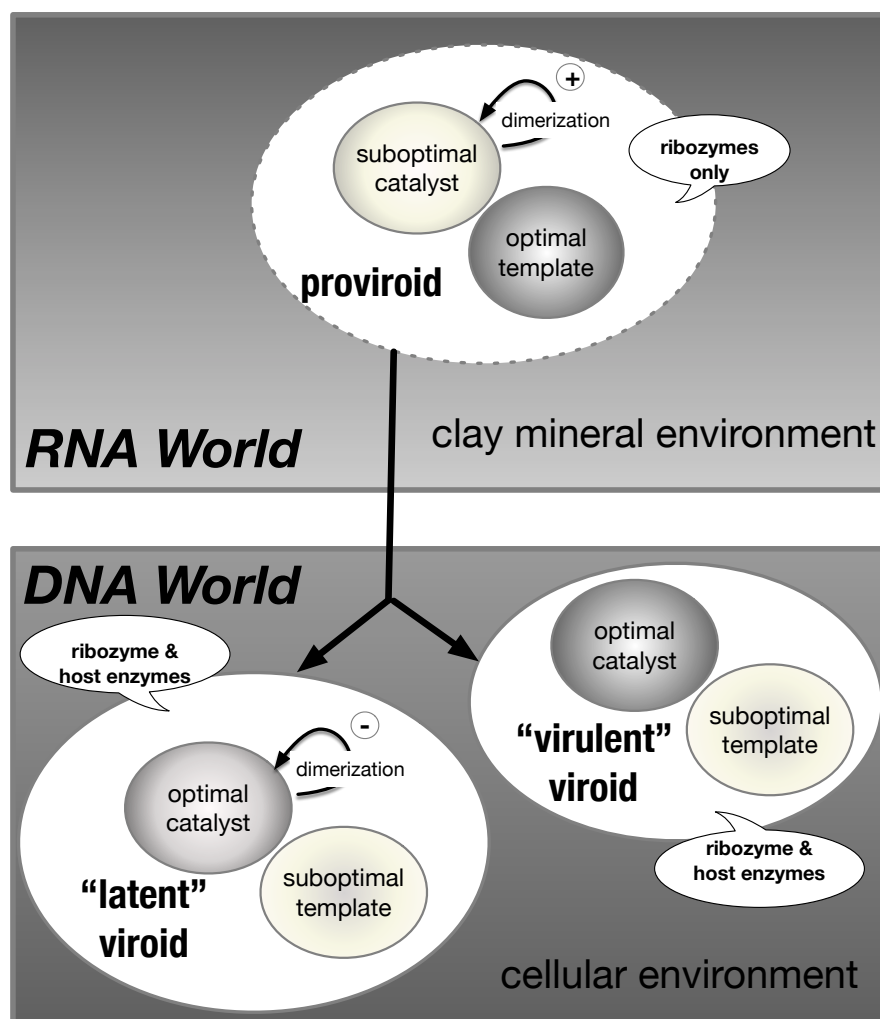 +
dimerization
suboptimal
catalyst
ribozymes
only
optimal
template
proviroid
RNA World
clay mineral environment
DNA World
ribozyme &
host enzymes
optimal
catalyst
suboptimal
template
"virulent"
viroid
-
dimerization
optimal
catalyst
suboptimal
template
"latent"
viroid
ribozyme &
host enzymes
cellular environment